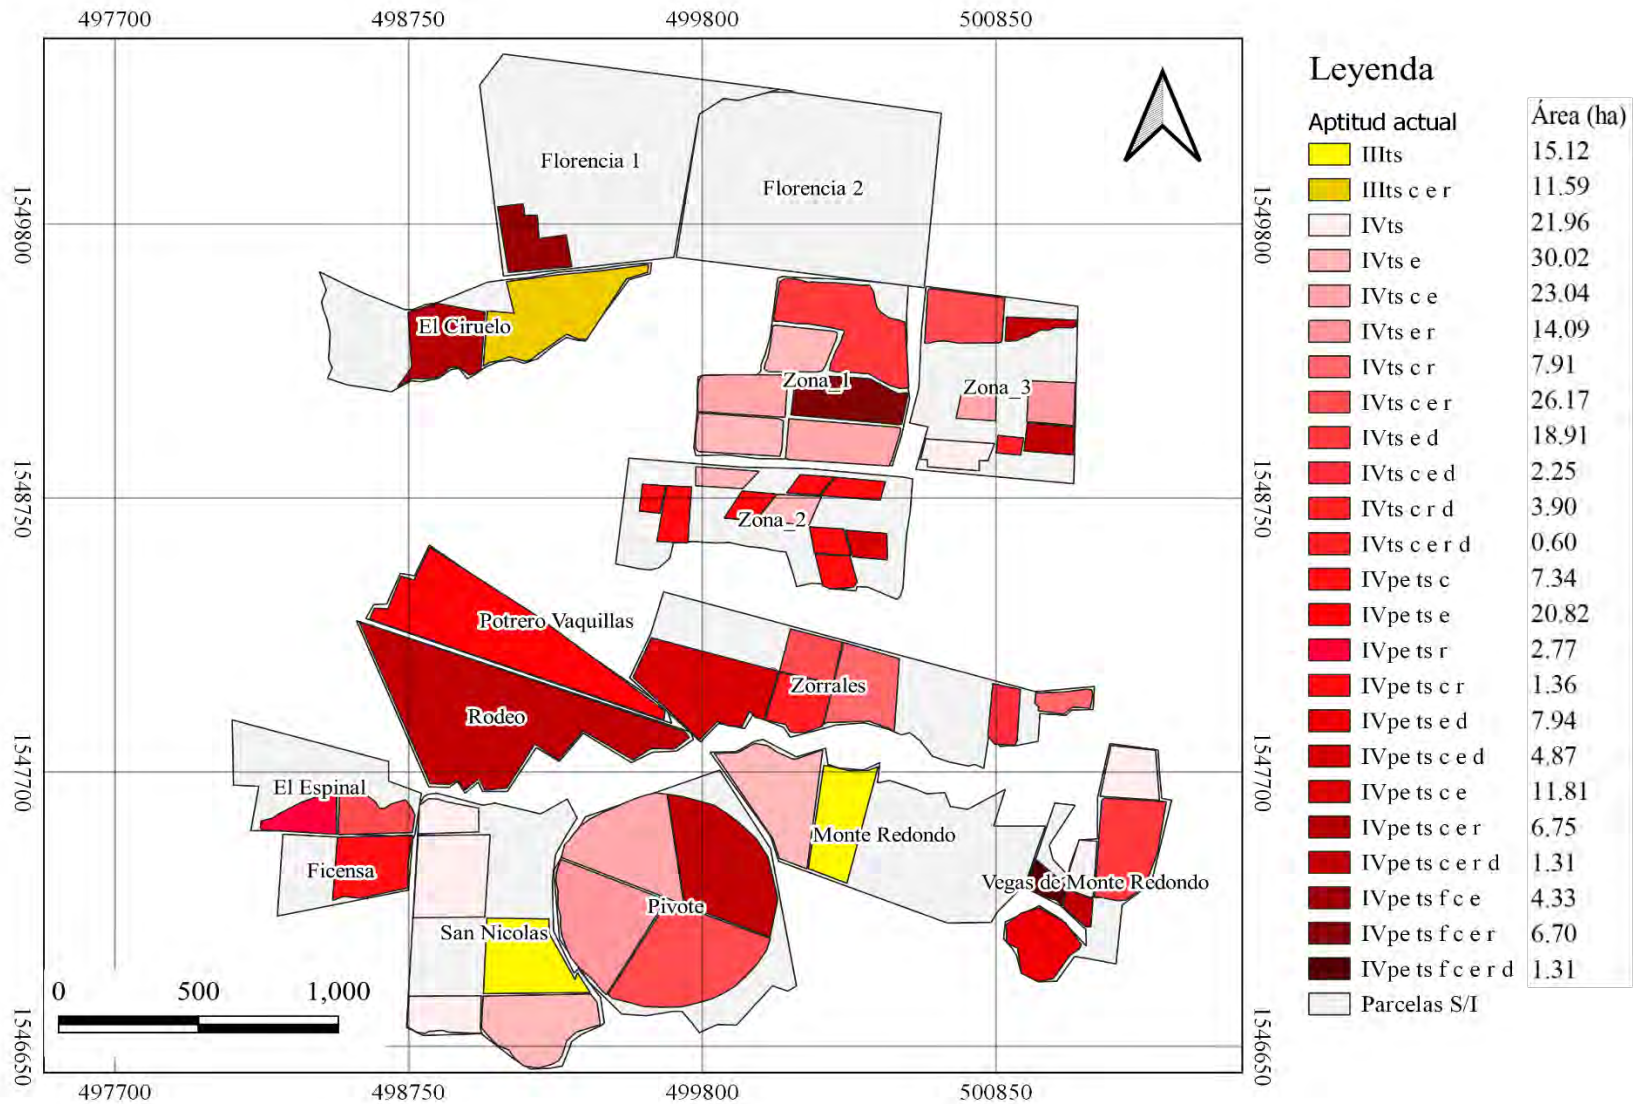 497700 498750 499800 500850
Leyenda
Aptitud actual Área (ha)
IIIts 15.12
IIIts c e r 11.59
IVts 21.96
IVts e 30.02
IVts c e 23.04
IVts e r 14.09
IVts c r 7.91
IVts c e r 26.17
IVts e d 18.91
IVts c e d 2.25
IVts c r d 3.90
IVts c e r d 0.60
IVpe ts c 7.34
IVpe ts e 20.82
IVpe ts r 2.77
IVpe ts c r 1.36
IVpe ts e d 7.94
IVpe ts c e d 4.87
IVpe ts c e 11.81
IVpe ts c e r 6.75
IVpe ts c e r d 1.31
IVpe ts f c e 4.33
IVpe ts f c e r 6.70
IVpe ts f c e r d 1.31
Parcelas S/I
Florencia 1
Florencia 2
1549800 1549800
El Ciruelo
Zona_1
Zona_3
1548750 1548750
Zona_2
Potrero Vaquillas
Zorrales
Rodeo
1547700 1547700
El Espinal
Monte Redondo
Ficensa
Vegas de Monte Redondo
Pivote
San Nicolas
0 500 1,000
1546650 1546650
497700 498750 499800 500850